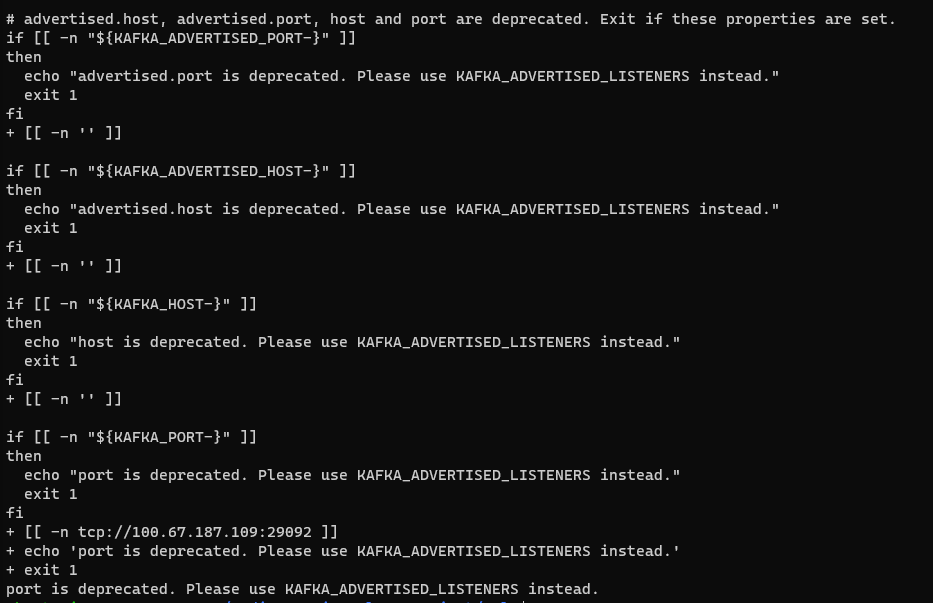 # advertised.host, advertised.port, host and port are deprecated. Exit if these properties are set.
if [[ -n "${KAFKA_ADVERTISED_PORT-}" ]]
then
  echo "advertised.port is deprecated. Please use KAFKA_ADVERTISED_LISTENERS instead."
  exit 1
fi
+ [[ -n '' ]]

if [[ -n "${KAFKA_ADVERTISED_HOST-}" ]]
then
  echo "advertised.host is deprecated. Please use KAFKA_ADVERTISED_LISTENERS instead."
  exit 1
fi
+ [[ -n '' ]]

if [[ -n "${KAFKA_HOST-}" ]]
then
  echo "host is deprecated. Please use KAFKA_ADVERTISED_LISTENERS instead."
  exit 1
fi
+ [[ -n '' ]]

if [[ -n "${KAFKA_PORT-}" ]]
then
  echo "port is deprecated. Please use KAFKA_ADVERTISED_LISTENERS instead."
  exit 1
fi
+ [[ -n tcp://100.67.187.109:29092 ]]
+ echo 'port is deprecated. Please use KAFKA_ADVERTISED_LISTENERS instead.'
+ exit 1
port is deprecated. Please use KAFKA_ADVERTISED_LISTENERS instead.